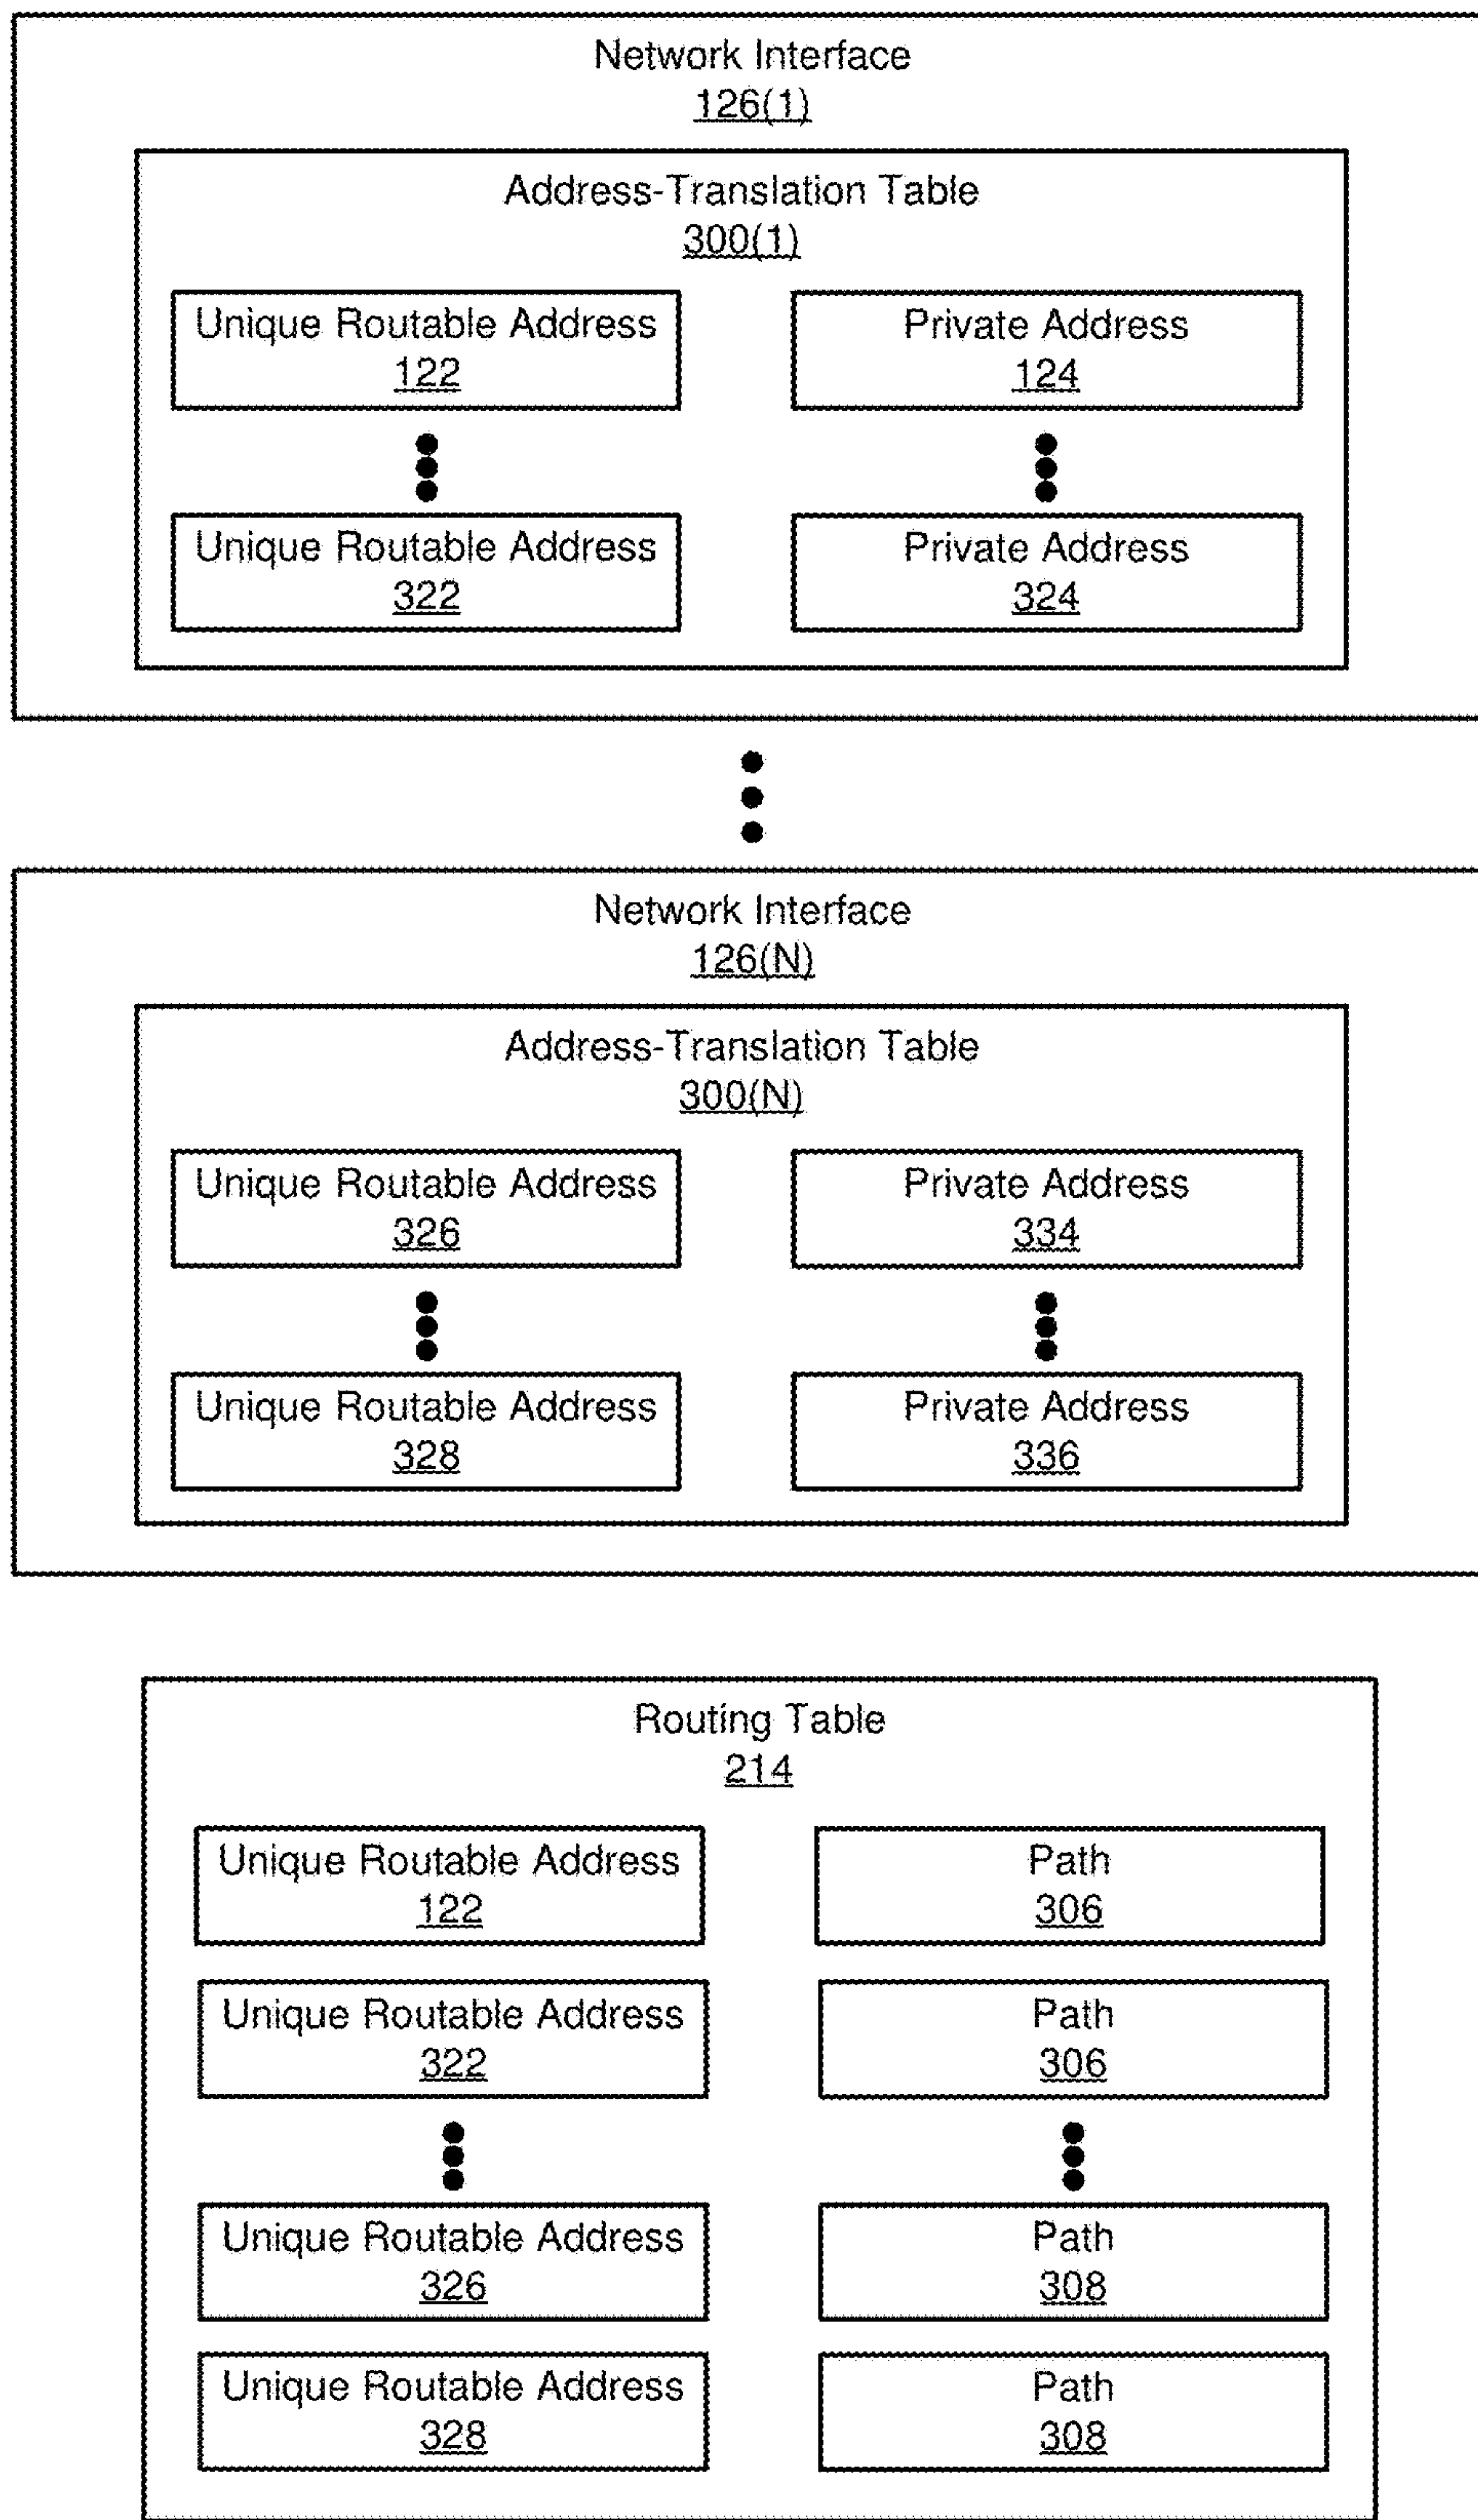 Network Interface
126(1)
Address-Translation Table
300(1)
Unique Routable Address
122
Private Address
124
Unique Routable Address
322
Private Address
324
Network Interface
126(N)
Address-Translation Table
300(N)
Unique Routable Address
326
Private Address
334
Unique Routable Address
328
Private Address
336
Routing Table
214
Unique Routable Address
122
Path
306
Unique Routable Address
322
Path
306
Unique Routable Address
326
Path
308
Unique Routable Address
328
Path
308